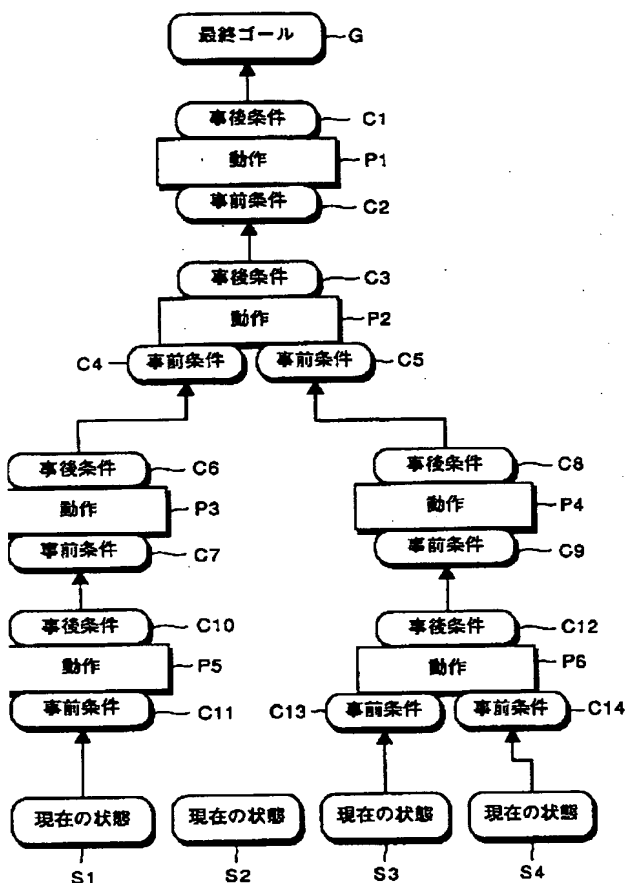 最終ゴール G
事後条件 C1
動作 P1
事前条件 C2
事後条件 C3
動作 P2
C4 事前条件 事前条件 C5
事後条件 C6
動作 P3
事前条件 C7
事後条件 C8
動作 P4
事前条件 C9
事後条件 C10
動作 P5
事前条件 C11
事後条件 C12
動作 P6
C13 事前条件 事前条件 C14
現在の状態 現在の状態 現在の状態 現在の状態
S1 S2 S3 S4